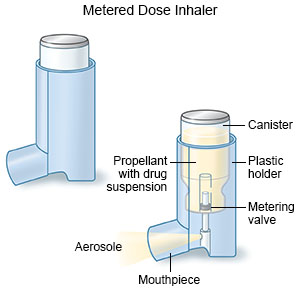 Metered Dose Inhaler
Canister
Propellant
with drug
suspension
Plastic
holder
Metering
valve
Aerosole
Mouthpiece